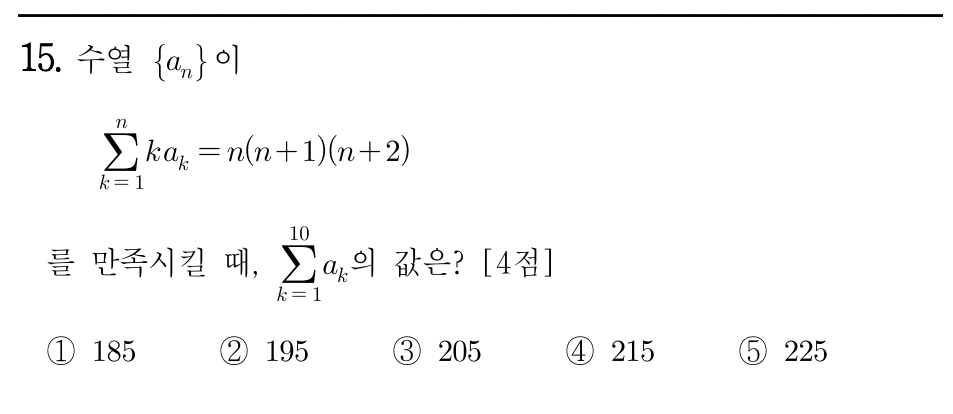 15. 수열 {aₙ}이
∑ₖ₌₁ⁿ kaₖ = n(n+1)(n+2)
를 만족시킬 때, ∑ₖ₌₁¹⁰ aₖ의 값은? [4점]
① 185 ② 195 ③ 205 ④ 215 ⑤ 225